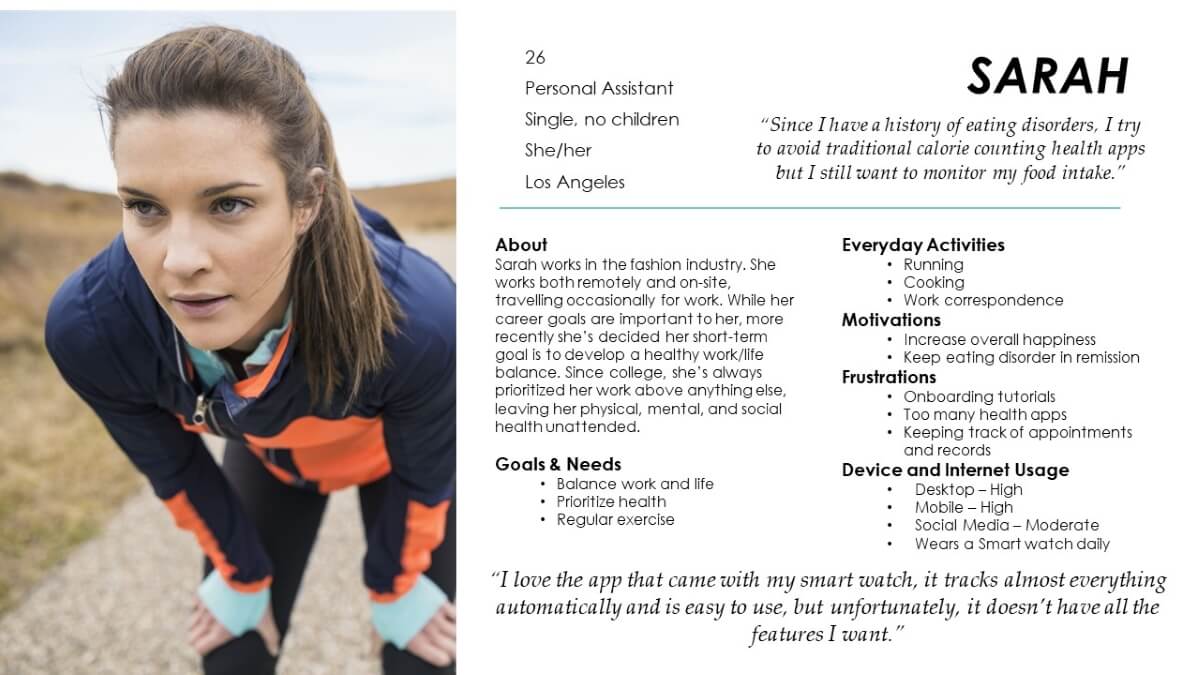 26
Personal Assistant
Single, no children
She/her
Los Angeles
SARAH
“Since I have a history of eating disorders, I try
to avoid traditional calorie counting health apps
but I still want to monitor my food intake.”
About
Sarah works in the fashion industry. She
works both remotely and on-site,
travelling occasionally for work. While her
career goals are important to her, more
recently she’s decided her short-term
goal is to develop a healthy work/life
balance. Since college, she’s always
prioritized her work above anything else,
leaving her physical, mental, and social
health unattended.
Goals & Needs
• Balance work and life
• Prioritize health
• Regular exercise
Everyday Activities
• Running
• Cooking
• Work correspondence
Motivations
• Increase overall happiness
• Keep eating disorder in remission
Frustrations
• Onboarding tutorials
• Too many health apps
• Keeping track of appointments
and records
Device and Internet Usage
• Desktop – High
• Mobile – High
• Social Media – Moderate
• Wears a Smart watch daily
“I love the app that came with my smart watch, it tracks almost everything
automatically and is easy to use, but unfortunately, it doesn’t have all the
features I want.”